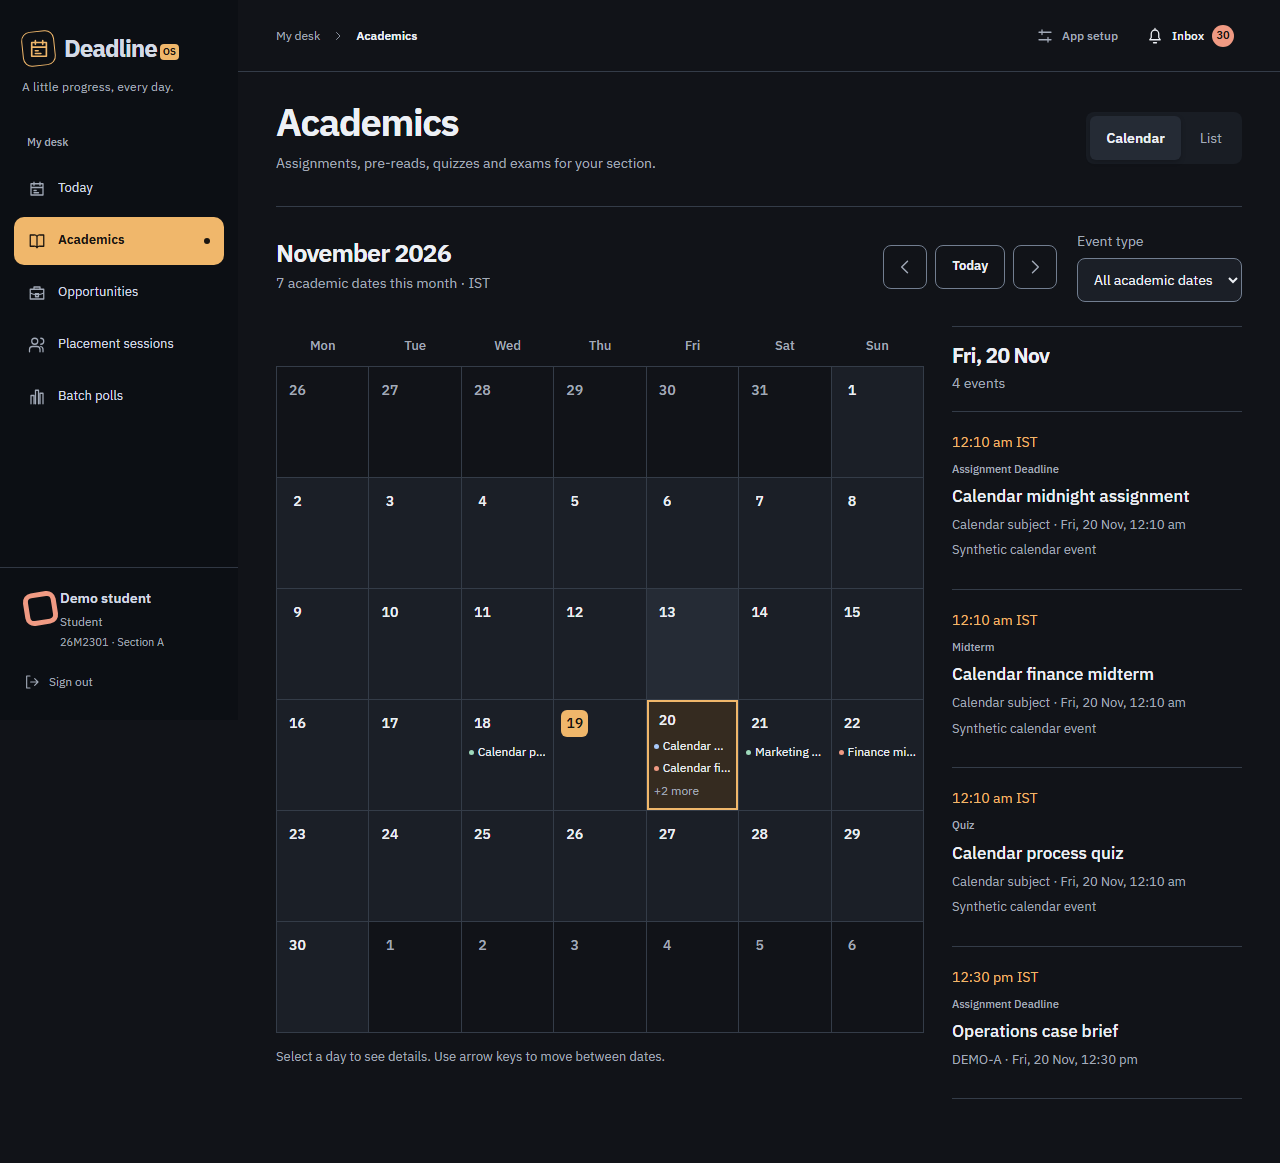 Deadline OS
A little progress, every day.
My desk
Today
Academics
Opportunities
Placement sessions
Batch polls
Demo student
Student
26M2301 · Section A
Sign out
My desk > Academics
App setup
Inbox 30
Academics
Assignments, pre-reads, quizzes and exams for your section.
Calendar List
November 2026
7 academic dates this month · IST
Today
Event type
All academic dates
Mon Tue Wed Thu Fri Sat Sun
26 27 28 29 30 31 1
2 3 4 5 6 7 8
9 10 11 12 13 14 15
16 17 18 19 20 21 22
Calendar p...
Calendar ...
Calendar fi...
+2 more
Marketing ...
Finance mi...
23 24 25 26 27 28 29
30 1 2 3 4 5 6
Select a day to see details. Use arrow keys to move between dates.
Fri, 20 Nov
4 events
12:10 am IST
Assignment Deadline
Calendar midnight assignment
Calendar subject · Fri, 20 Nov, 12:10 am
Synthetic calendar event
12:10 am IST
Midterm
Calendar finance midterm
Calendar subject · Fri, 20 Nov, 12:10 am
Synthetic calendar event
12:10 am IST
Quiz
Calendar process quiz
Calendar subject · Fri, 20 Nov, 12:10 am
Synthetic calendar event
12:30 pm IST
Assignment Deadline
Operations case brief
DEMO-A · Fri, 20 Nov, 12:30 pm